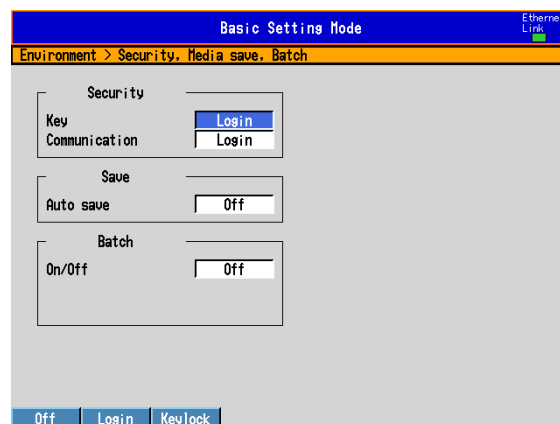 Basic Setting Mode
Etherne
Link
Environment > Security, Media save, Batch
Security
Key Login
Communication Login
Save
Auto save Off
Batch
On/Off Off
Off Login Keylock